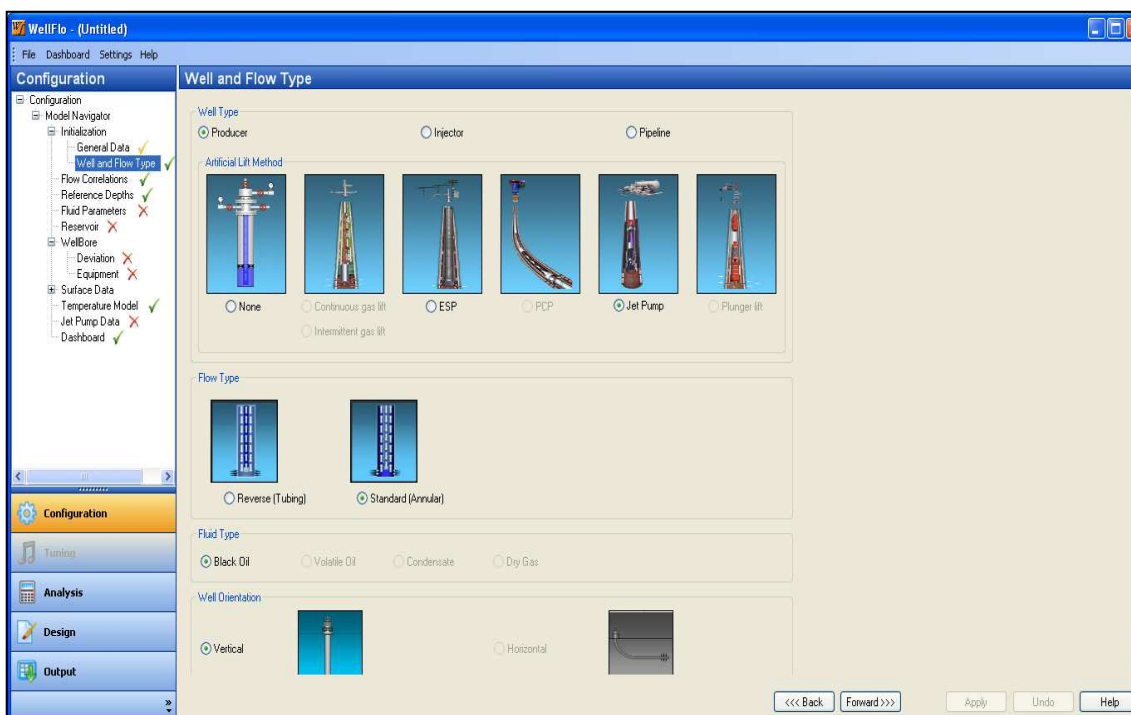 WellFlo - (Untitled)
File Dashboard Settings Help
Configuration
Well and Flow Type
Configuration
Model Navigator
Initialization
General Data
Well and Flow Type
Flow Correlations
Reference Depths
Fluid Parameters
Reservoir
WellBore
Deviation
Equipment
Surface Data
Temperature Model
Jet Pump Data
Dashboard
Configuration
Tuning
Analysis
Design
Output
Well Type
Producer Injector Pipeline
Artificial Lift Method
None Continuous gas lift ESP PCP Jet Pump Plunger lift
Intermittent gas lift
Flow Type
Reverse (Tubing) Standard (Annular)
Fluid Type
Black Oil Volatile Oil Condensate Dry Gas
Well Orientation
Vertical Horizontal
<<< Back Forward >>> Apply Undo Help